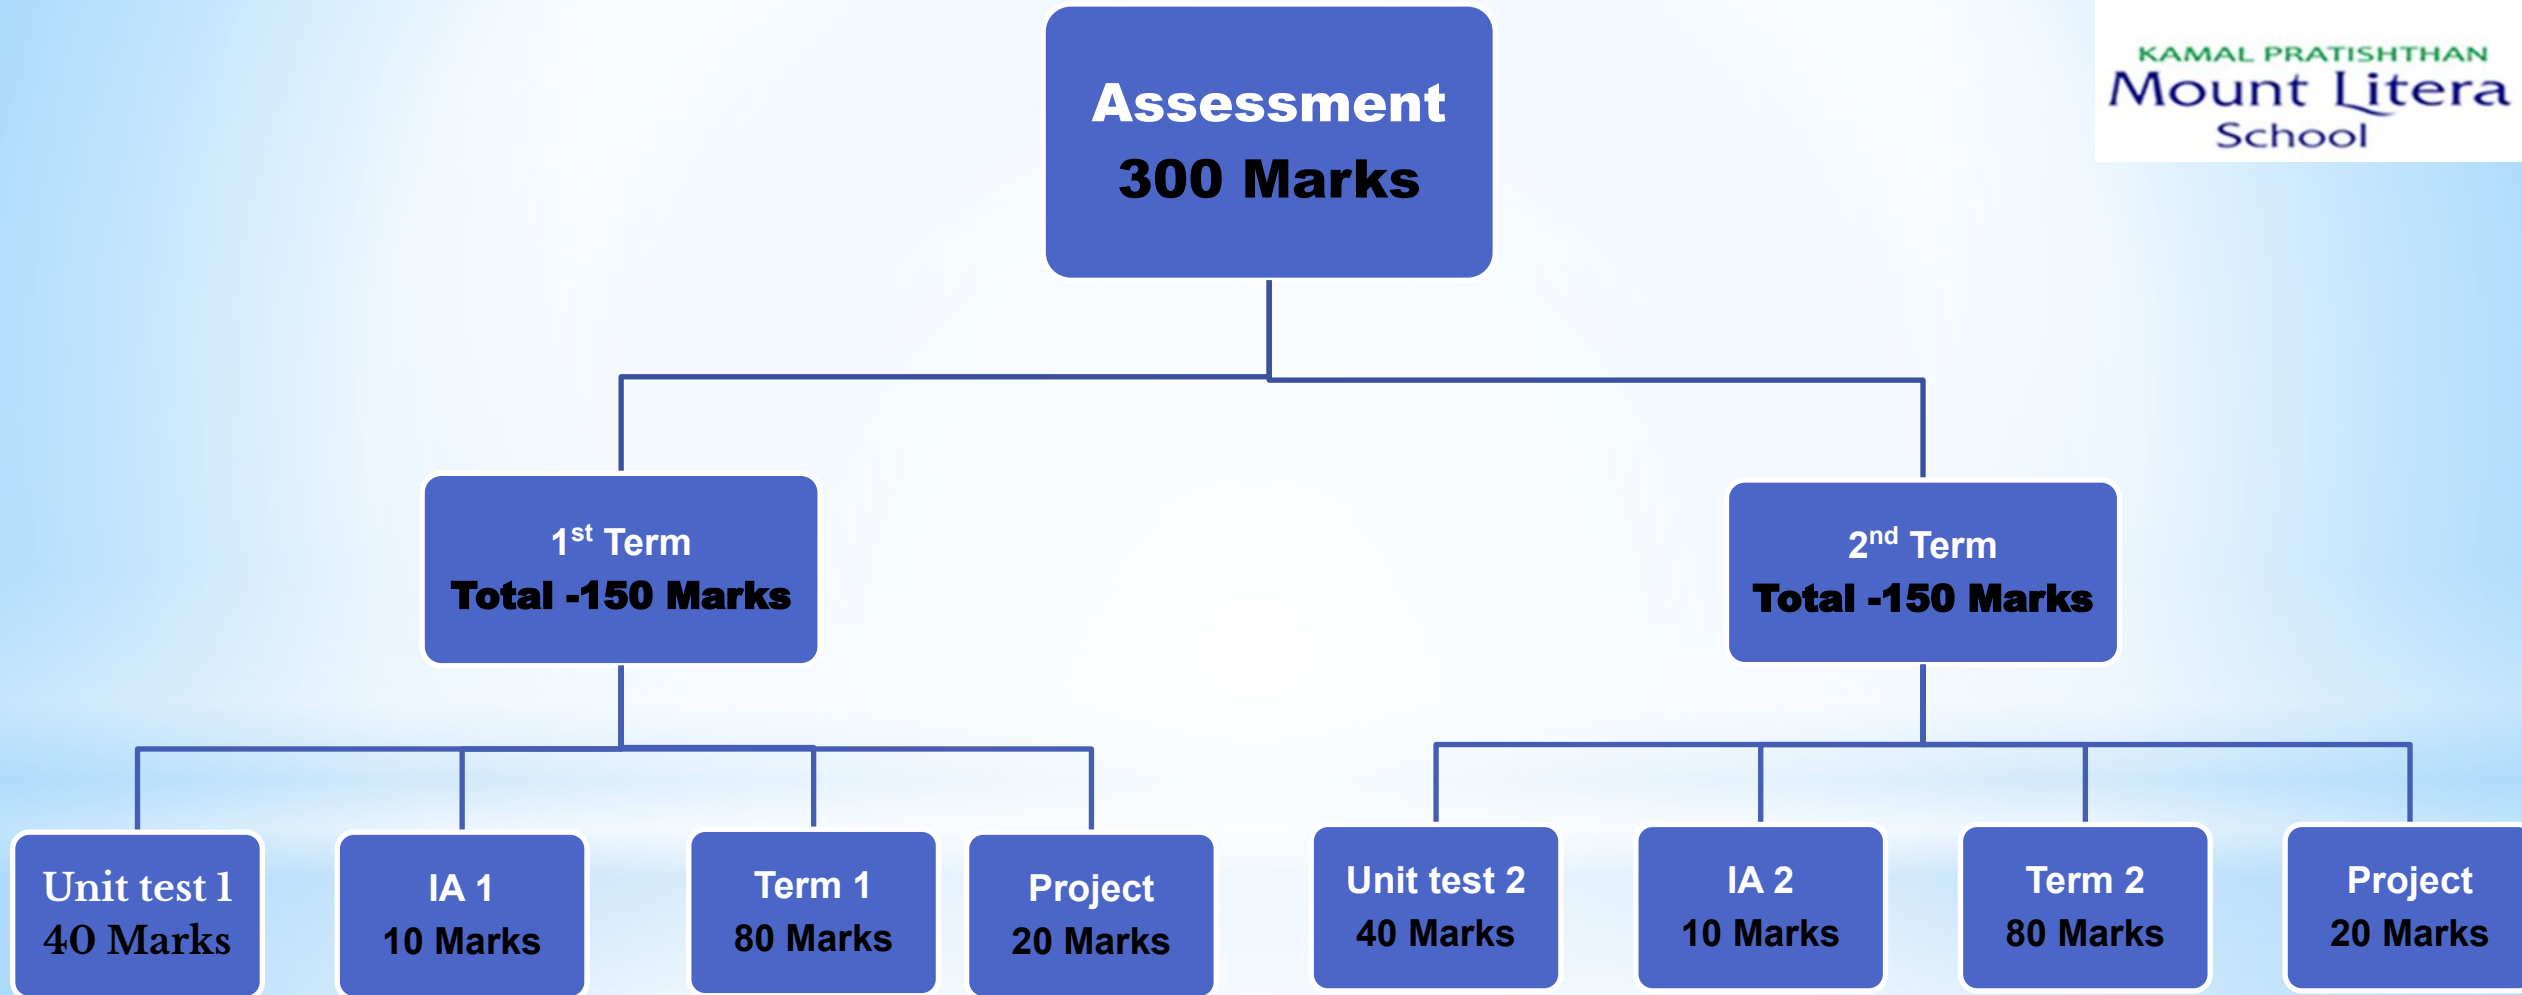 KAMAL PRATISHTHAN
Mount Litera
School
Assessment
300 Marks
1st Term
Total -150 Marks
2nd Term
Total -150 Marks
Unit test 1
40 Marks
IA 1
10 Marks
Term 1
80 Marks
Project
20 Marks
Unit test 2
40 Marks
IA 2
10 Marks
Term 2
80 Marks
Project
20 Marks